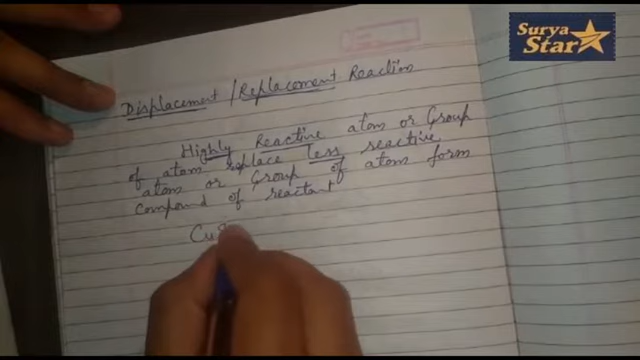 Surya
Star
Displacement / Replacement Reaction
Highly Reactive atom or Group
of atom replace less reactive
atom or Group of atom form
compound of reactant
CuS